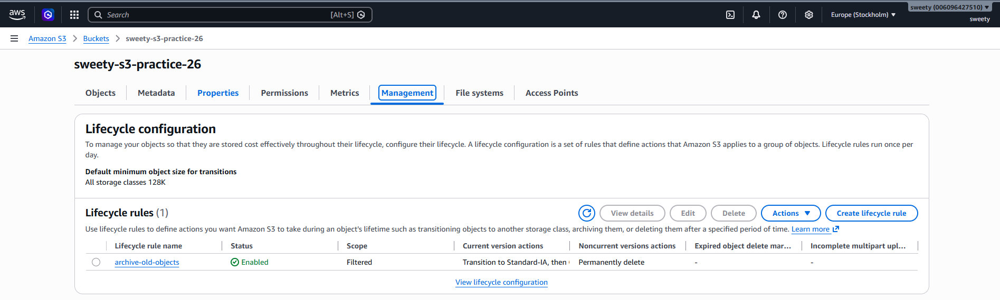 aws
Search [Alt+S]
Europe (Stockholm)
sweety (006096427510)
sweety
Amazon S3 Buckets sweety-s3-practice-26
sweety-s3-practice-26
Objects Metadata Properties Permissions Metrics Management File systems Access Points
Lifecycle configuration
To manage your objects so that they are stored cost effectively throughout their lifecycle, configure their lifecycle. A lifecycle configuration is a set of rules that define actions that Amazon S3 applies to a group of objects. Lifecycle rules run once per
day.
Default minimum object size for transitions
All storage classes 128K
Lifecycle rules (1) View details Edit Delete Actions Create lifecycle rule
Use lifecycle rules to define actions you want Amazon S3 to take during an object's lifetime such as transitioning objects to another storage class, archiving them, or deleting them after a specified period of time. Learn more
Lifecycle rule name Status Scope Current version actions Noncurrent versions actions Expired object delete mar... Incomplete multipart upl...
archive-old-objects Enabled Filtered Transition to Standard-IA, then Permanently delete - -
View lifecycle configuration